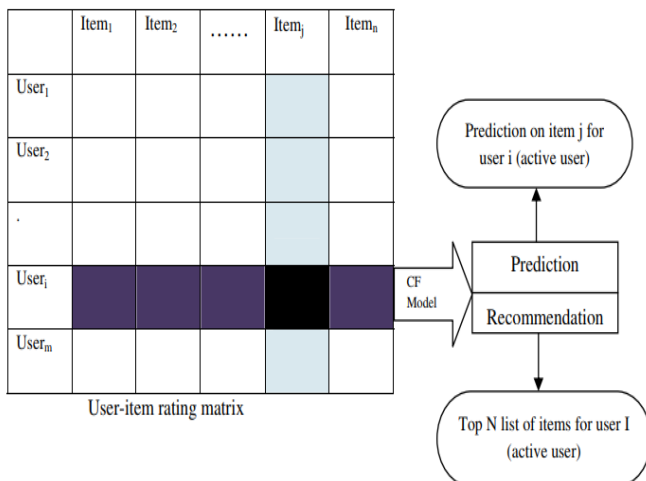 Item₁ Item₂ ...... Itemⱼ Itemₙ
User₁
User₂
.
Userᵢ
Userₘ
User-item rating matrix
CF
Model
Prediction on item j for
user i (active user)
Prediction
Recommendation
Top N list of items for user I
(active user)